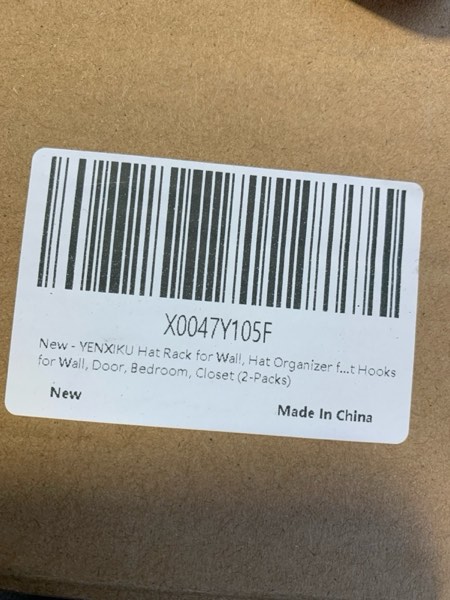 X0047Y105F
New - YENXIKU Hat Rack for Wall, Hat Organizer f...t Hooks
for Wall, Door, Bedroom, Closet (2-Packs)
New
Made In China